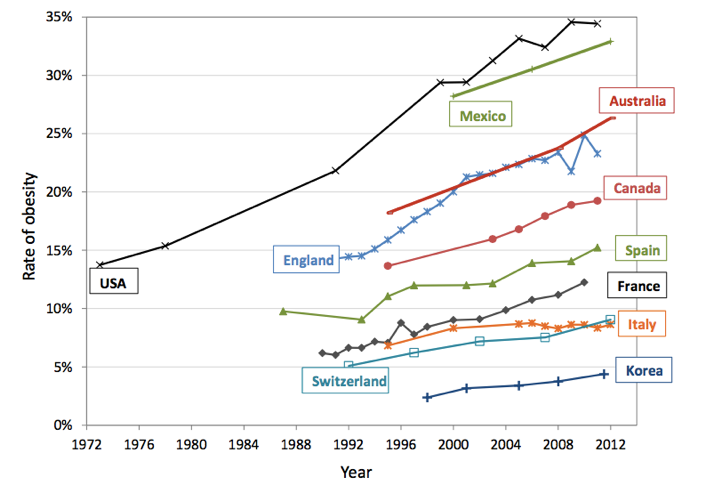 35%
30%
25%
20%
15%
10%
5%
0%
Rate of obesity
1972 1976 1980 1984 1988 1992 1996 2000 2004 2008 2012
Year
USA
Mexico
Australia
England
Canada
Spain
France
Italy
Switzerland
Korea